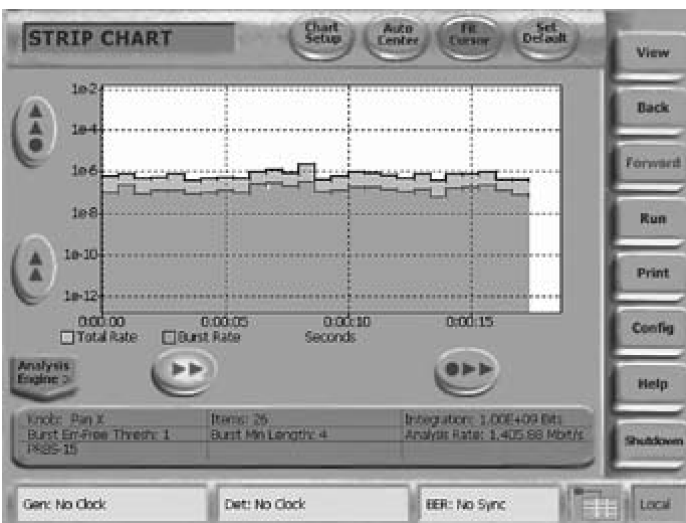 STRIP CHART
Chart Setup
Auto Center
Fit Cursor
Set Default
View
Back
Forward
Run
Print
Config
Help
Shutdown
1e-2
1e-4
1e-6
1e-8
1e-10
1e-12
0:00:00 0:00:05 0:00:10 0:00:15
Total Rate Burst Rate Seconds
Analysis Engine >
Knob: Pan X Items: 26 Integration: 1.00E+09 Bits
Burst Err-Free Thresh: 1 Burst Min Length: 4 Analysis Rate: 1,405.88 Mbit/s
PRBS-15
Gen: No Clock Det: No Clock BER: No Sync Local